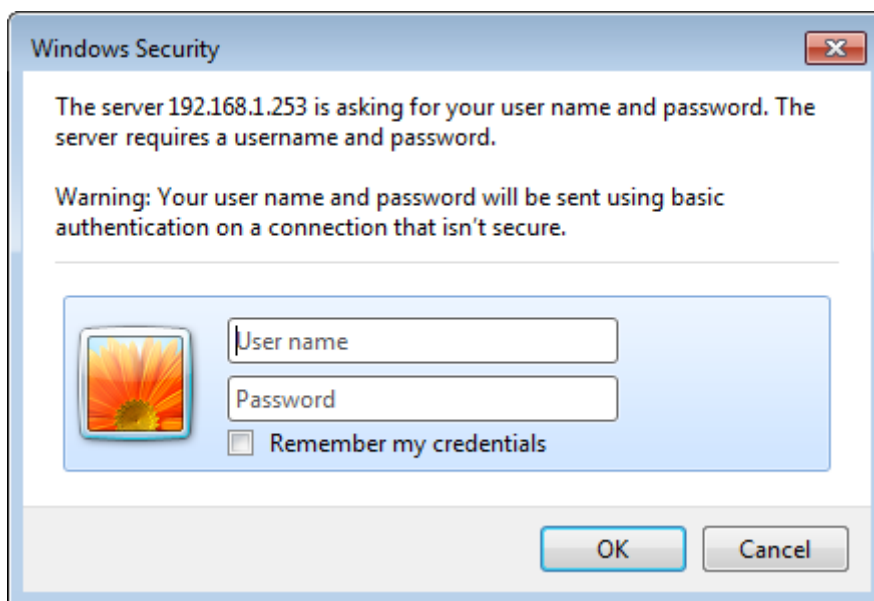 Windows Security
The server 192.168.1.253 is asking for your user name and password. The
server requires a username and password.
Warning: Your user name and password will be sent using basic
authentication on a connection that isn't secure.
User name
Password
Remember my credentials
OK
Cancel